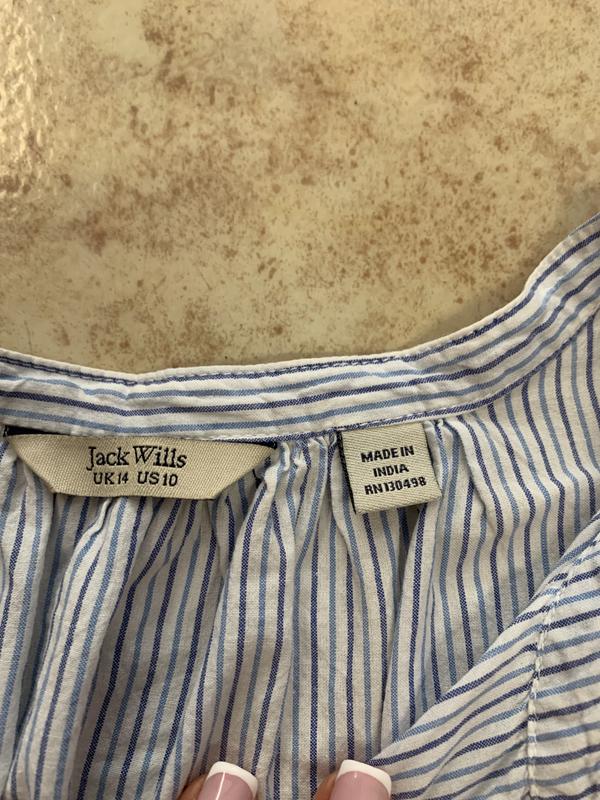 Jack Wills
UK14 US10
MADE IN
INDIA
RN130498